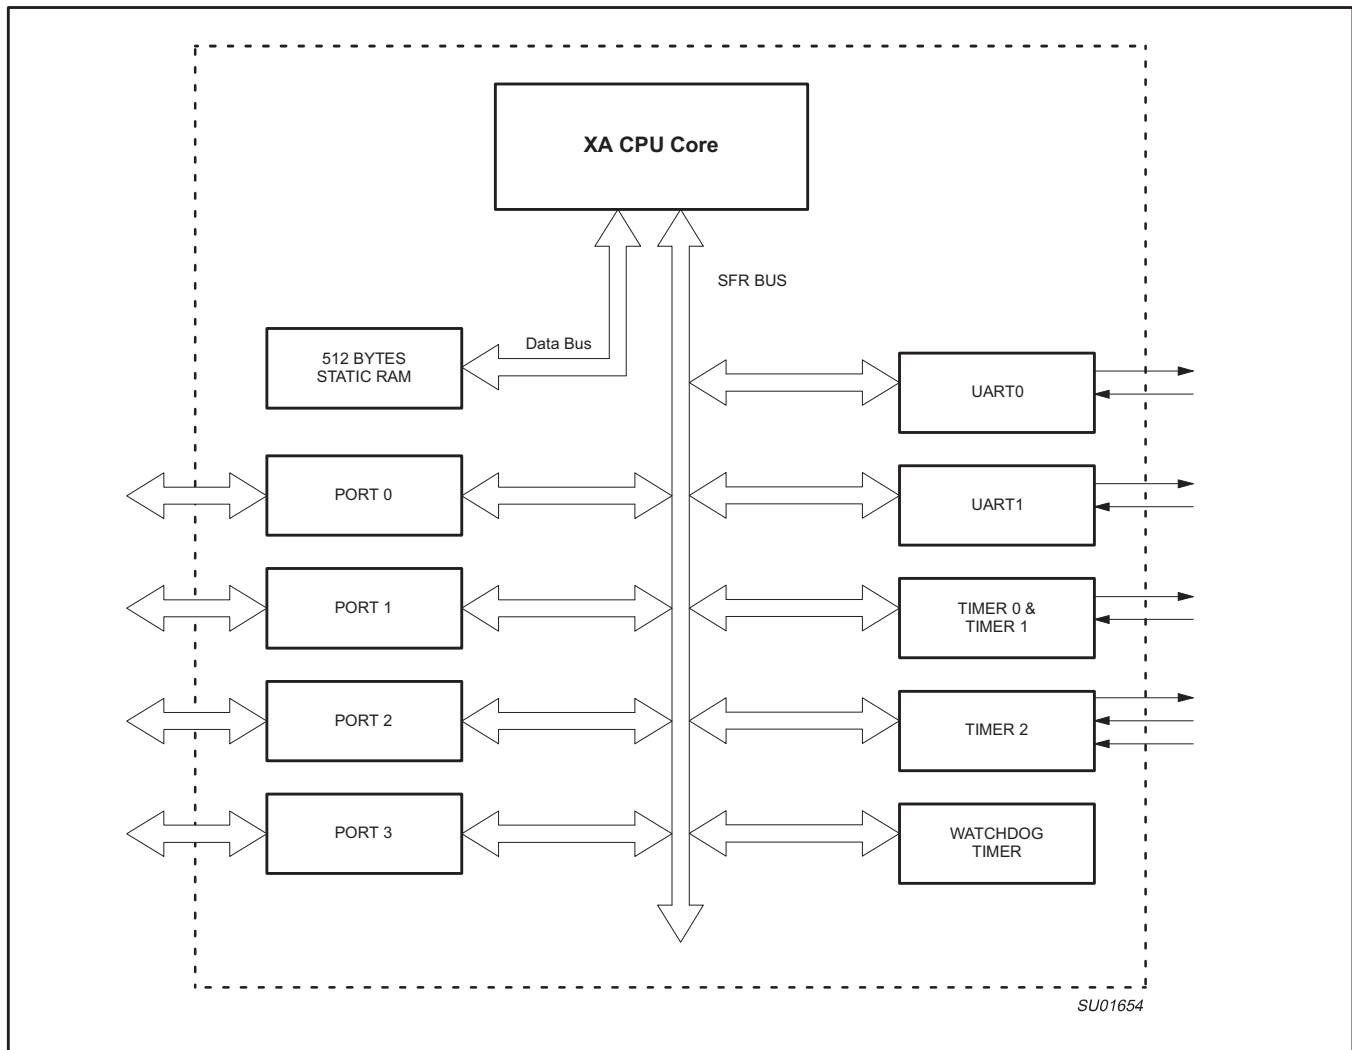 XA CPU Core
SFR BUS
Data Bus
512 BYTES
STATIC RAM
UART0
PORT 0
UART1
PORT 1
TIMER 0 &
TIMER 1
PORT 2
TIMER 2
PORT 3
WATCHDOG
TIMER
SU01654